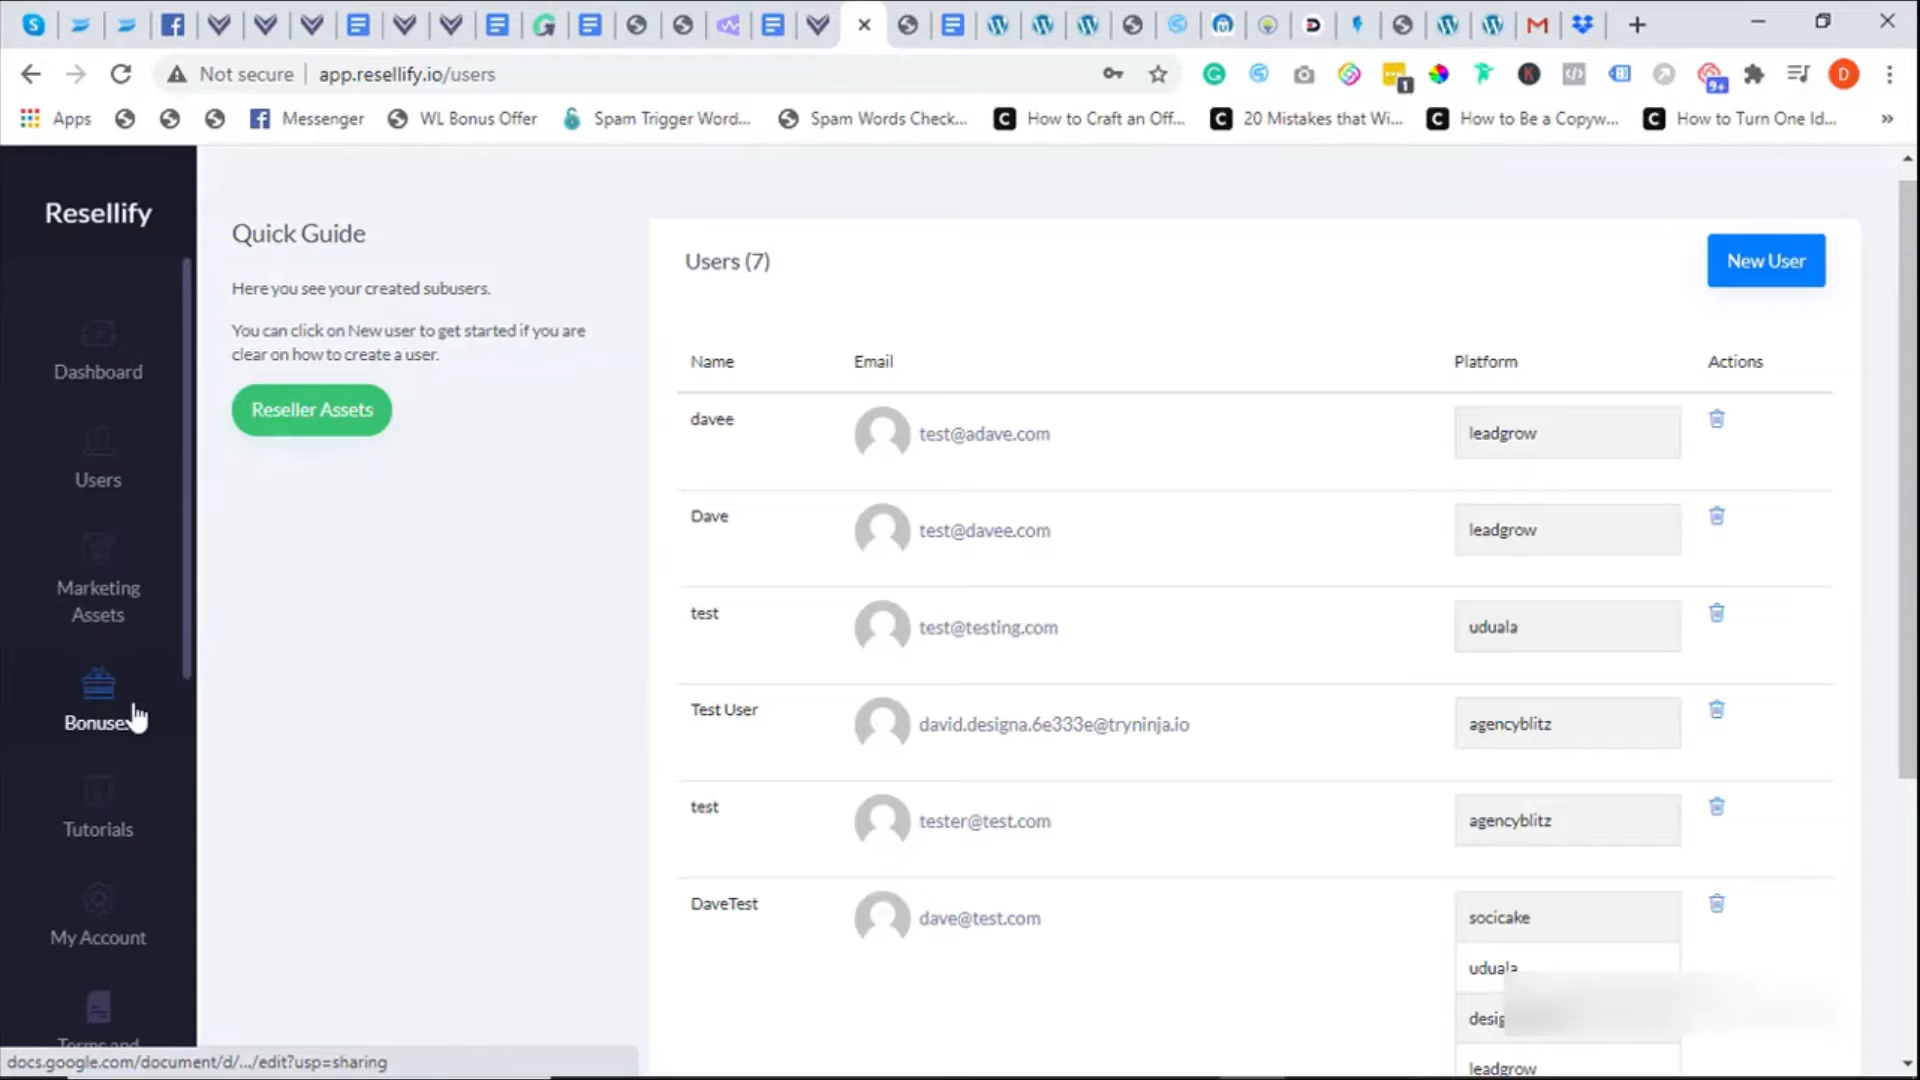 Not secure
app.resellify.io/users
1
9+
D
Apps
Messenger
WL Bonus Offer
Spam Trigger Word...
Spam Words Check...
How to Craft an Off...
20 Mistakes that Wi...
How to Be a Copyw...
How to Turn One Id...
»
Resellify
Dashboard
Users
Marketing
Assets
Bonuses
Tutorials
My Account
Terms and
Quick Guide
Here you see your created subusers.
You can click on New user to get started if you are
clear on how to create a user.
Reseller Assets
Users (7)
New User
Name Email Platform Actions
davee test@adave.com leadgrow
Dave test@davee.com leadgrow
test test@testing.com uduala
Test User david.designa.6e333e@tryninja.io agencyblitz
test tester@test.com agencyblitz
DaveTest dave@test.com socicake
uduala
desig
leadgrow
docs.google.com/document/d/.../edit?usp=sharing